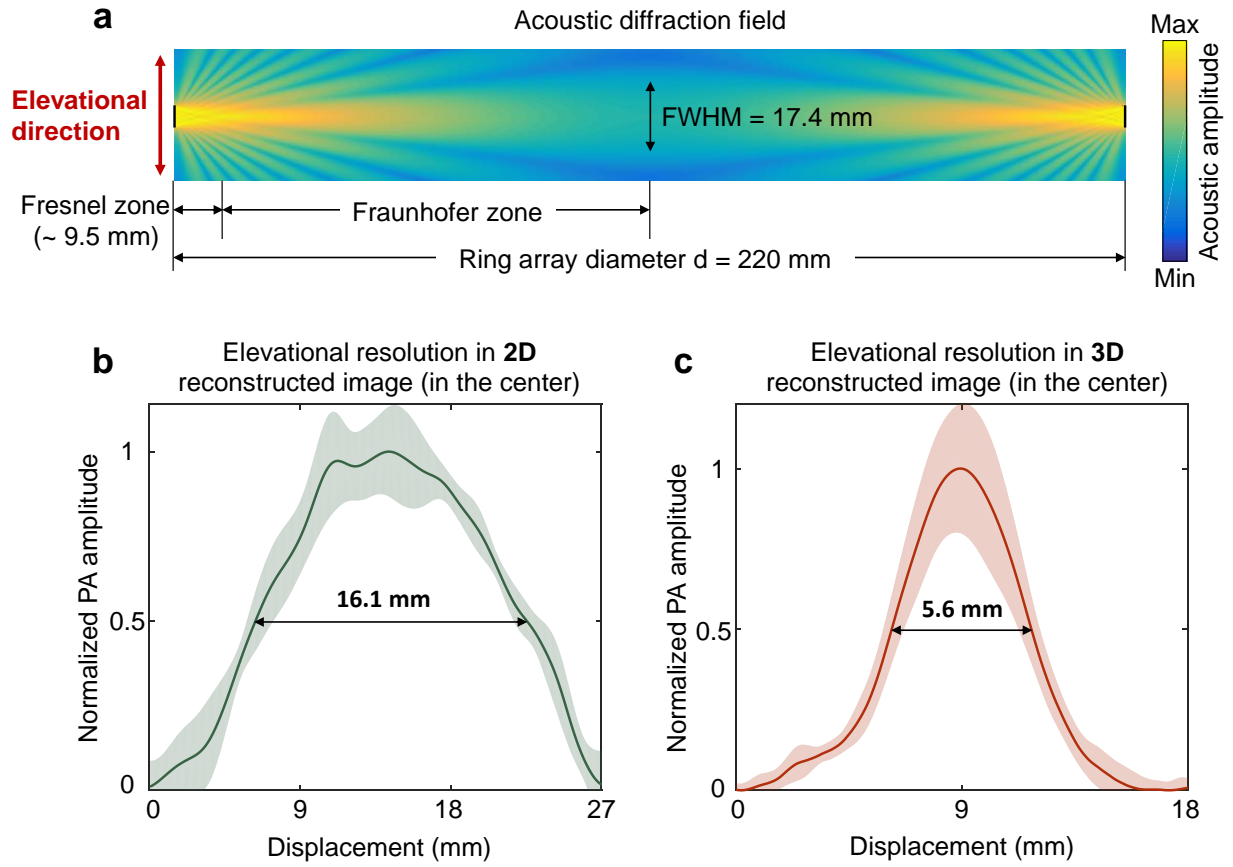 a
Acoustic diffraction field
Max
Elevational
direction
FWHM = 17.4 mm
Acoustic amplitude
Fresnel zone
(~ 9.5 mm)
Fraunhofer zone
Ring array diameter d = 220 mm
Min
b
Elevational resolution in 2D
reconstructed image (in the center)
1
0.5
0
Normalized PA amplitude
16.1 mm
0
9
18
27
Displacement (mm)
c
Elevational resolution in 3D
reconstructed image (in the center)
1
0.5
0
Normalized PA amplitude
5.6 mm
0
9
18
Displacement (mm)